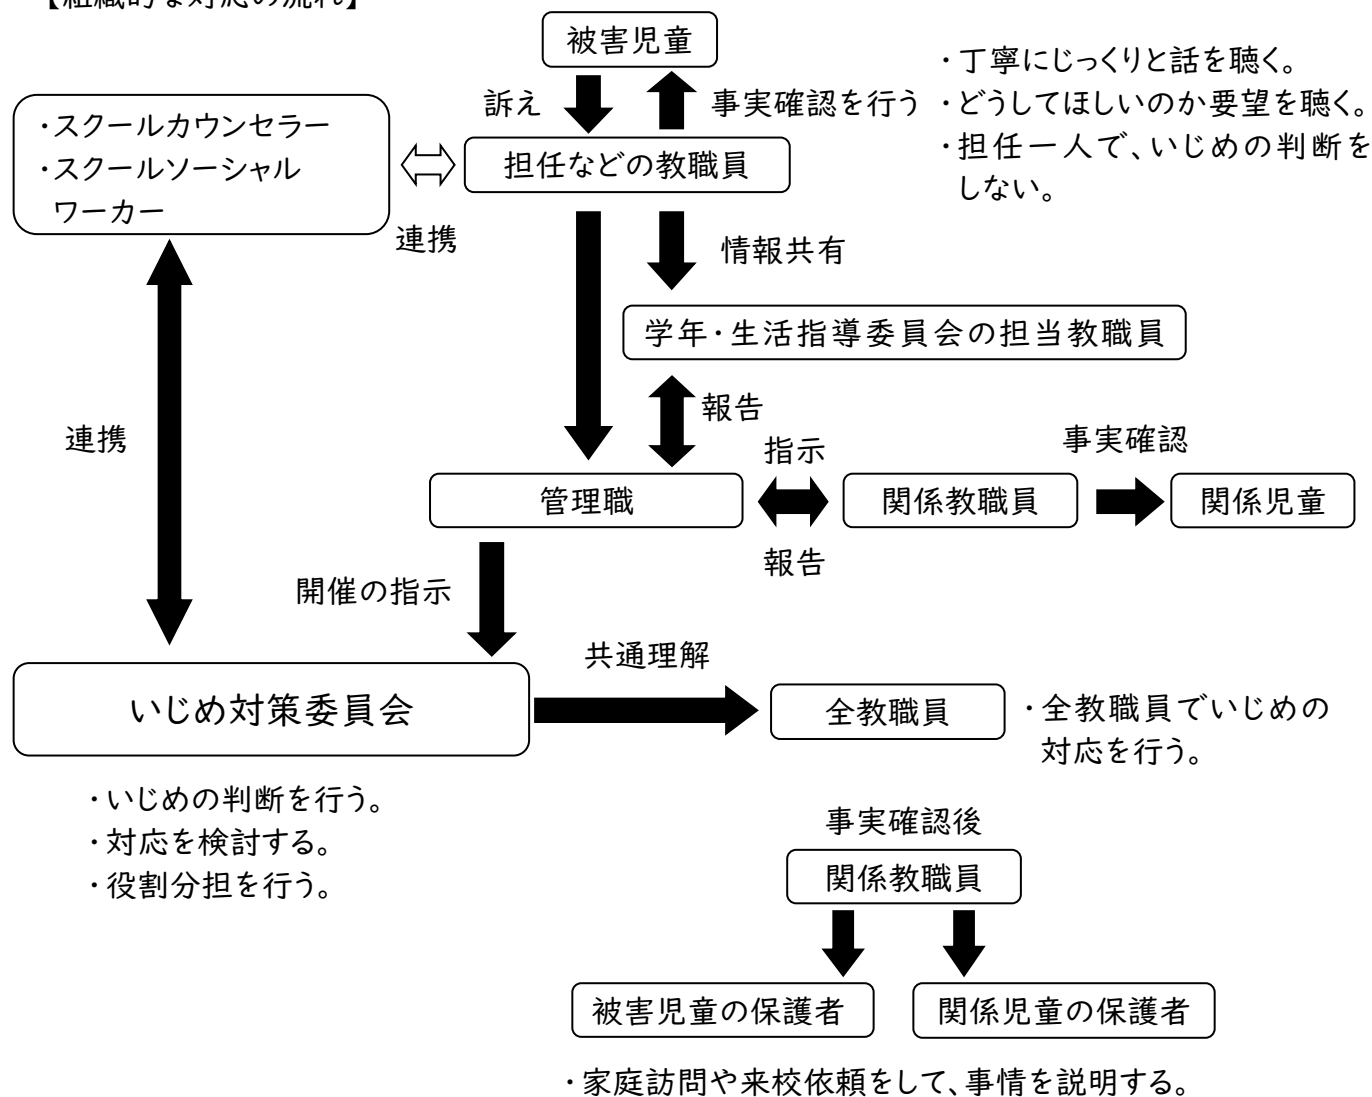 【組織的な対応の流れ】
被害児童
訴え
事実確認を行う
・丁寧にじっくりと話を聴く。
・どうしてほしいのか要望を聴く。
・担任一人で、いじめの判断を
しない。
・スクールカウンセラー
・スクールソーシャル
ワーカー
担任などの教職員
連携
情報共有
学年・生活指導委員会の担当教職員
報告
連携
指示
事実確認
管理職
関係教職員
関係児童
報告
開催の指示
共通理解
いじめ対策委員会
全教職員
・全教職員でいじめの
対応を行う。
・いじめの判断を行う。
・対応を検討する。
・役割分担を行う。
事実確認後
関係教職員
被害児童の保護者
関係児童の保護者
・家庭訪問や来校依頼をして、事情を説明する。